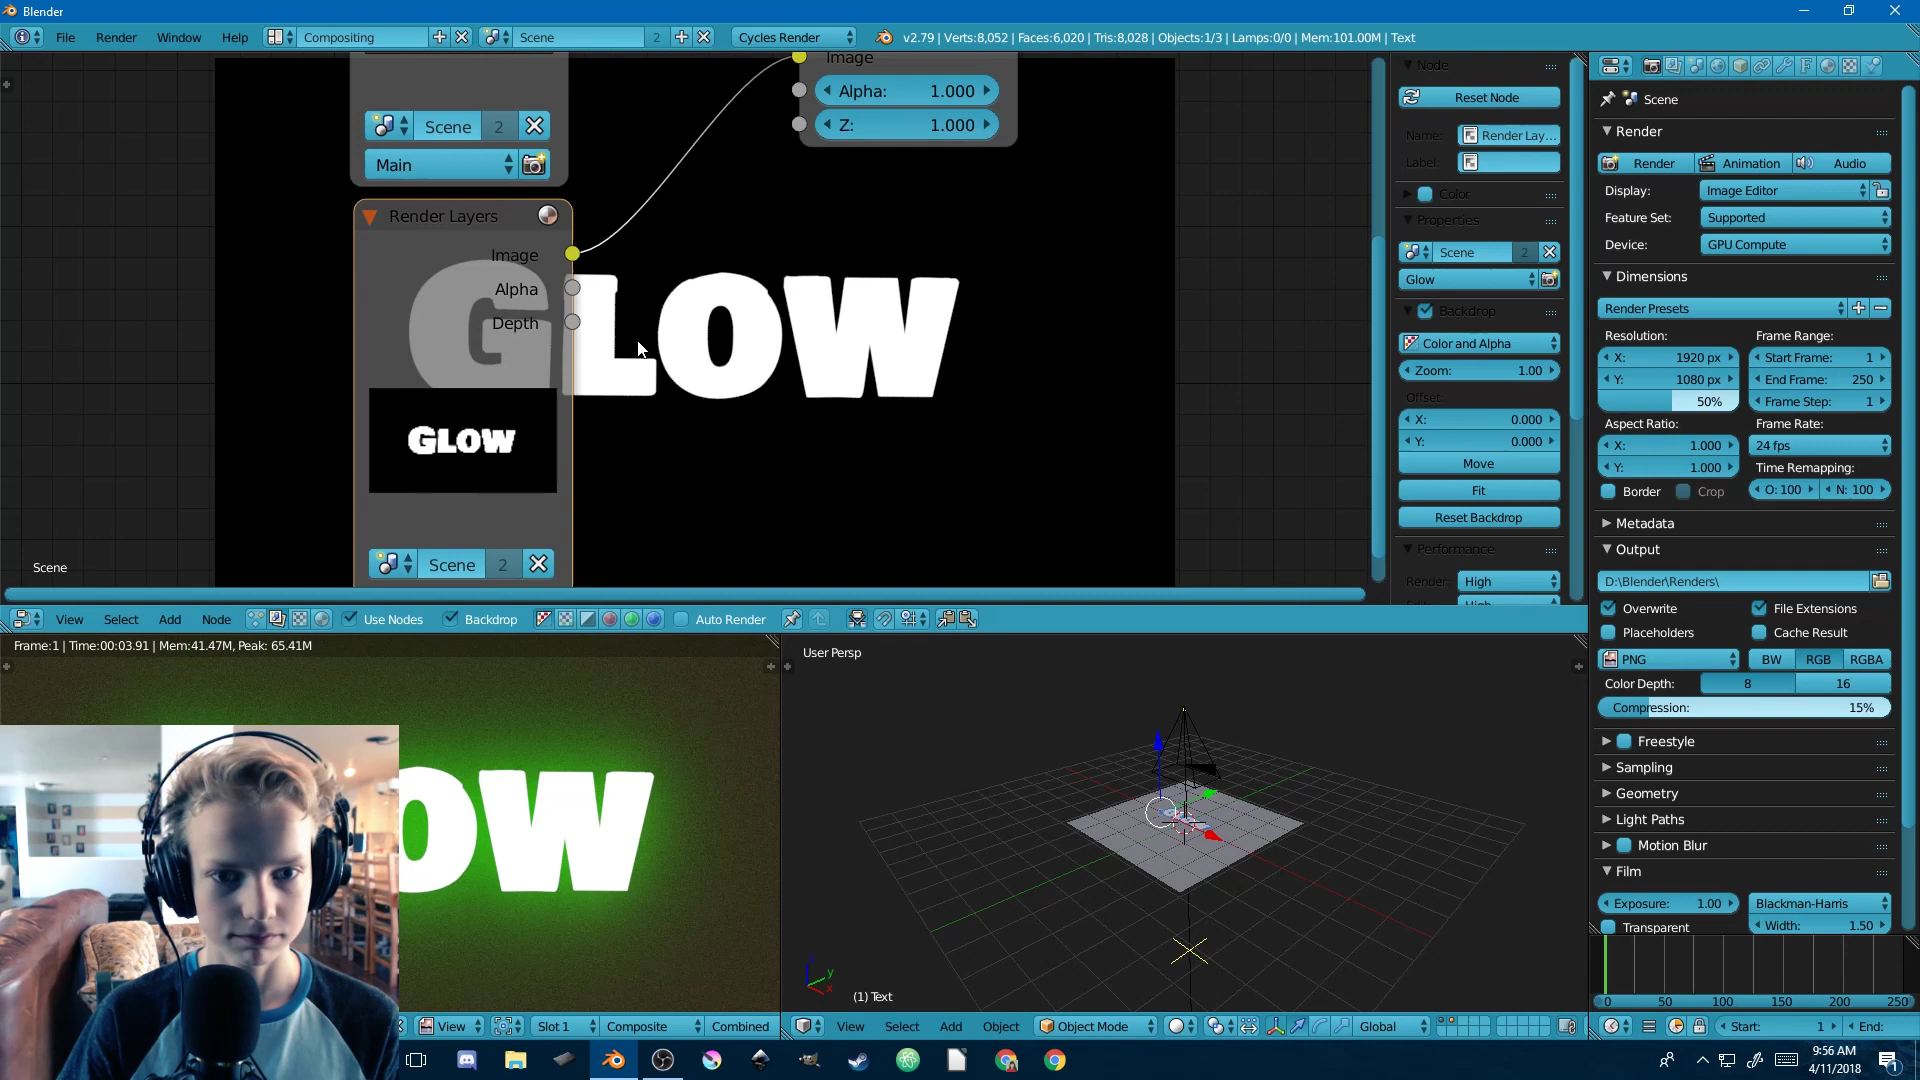 Blender
File Render Window Help Compositing Scene 2 Cycles Render v2.79 | Verts:8,052 | Faces:6,020 | Tris:8,028 | Objects:1/3 | Lamps:0/0 | Mem:101.00M | Text
Image
Alpha: 1.000
Z: 1.000
Scene 2
Main
Render Layers
Image
Alpha
Depth
GLOW
GLOW
Scene 2
Scene
Node
Reset Node
Name: Render Lay...
Label:
Color
Properties
Scene 2
Glow
Backdrop
Color and Alpha
Zoom: 1.00
Offset:
X: 0.000
Y: 0.000
Move
Fit
Reset Backdrop
Performance
Render: High
High
View Select Add Node Use Nodes Backdrop Auto Render
Frame:1 | Time:00:03.91 | Mem:41.47M, Peak: 65.41M
OW
View Slot 1 Composite Combined
User Persp
z
y
x
(1) Text
View Select Add Object Object Mode Global
Scene
Render
Render Animation Audio
Display: Image Editor
Feature Set: Supported
Device: GPU Compute
Dimensions
Render Presets
Resolution: Frame Range:
X: 1920 px Start Frame: 1
Y: 1080 px End Frame: 250
50% Frame Step: 1
Aspect Ratio: Frame Rate:
X: 1.000 24 fps
Y: 1.000 Time Remapping:
Border Crop O: 100 N: 100
Metadata
Output
D:\Blender\Renders\
Overwrite File Extensions
Placeholders Cache Result
PNG BW RGB RGBA
Color Depth: 8 16
Compression: 15%
Freestyle
Sampling
Geometry
Light Paths
Motion Blur
Film
Exposure: 1.00 Blackman-Harris
Transparent Width: 1.50
0 50 100 150 200 250
Start: 1 End:
9:56 AM
4/11/2018
1